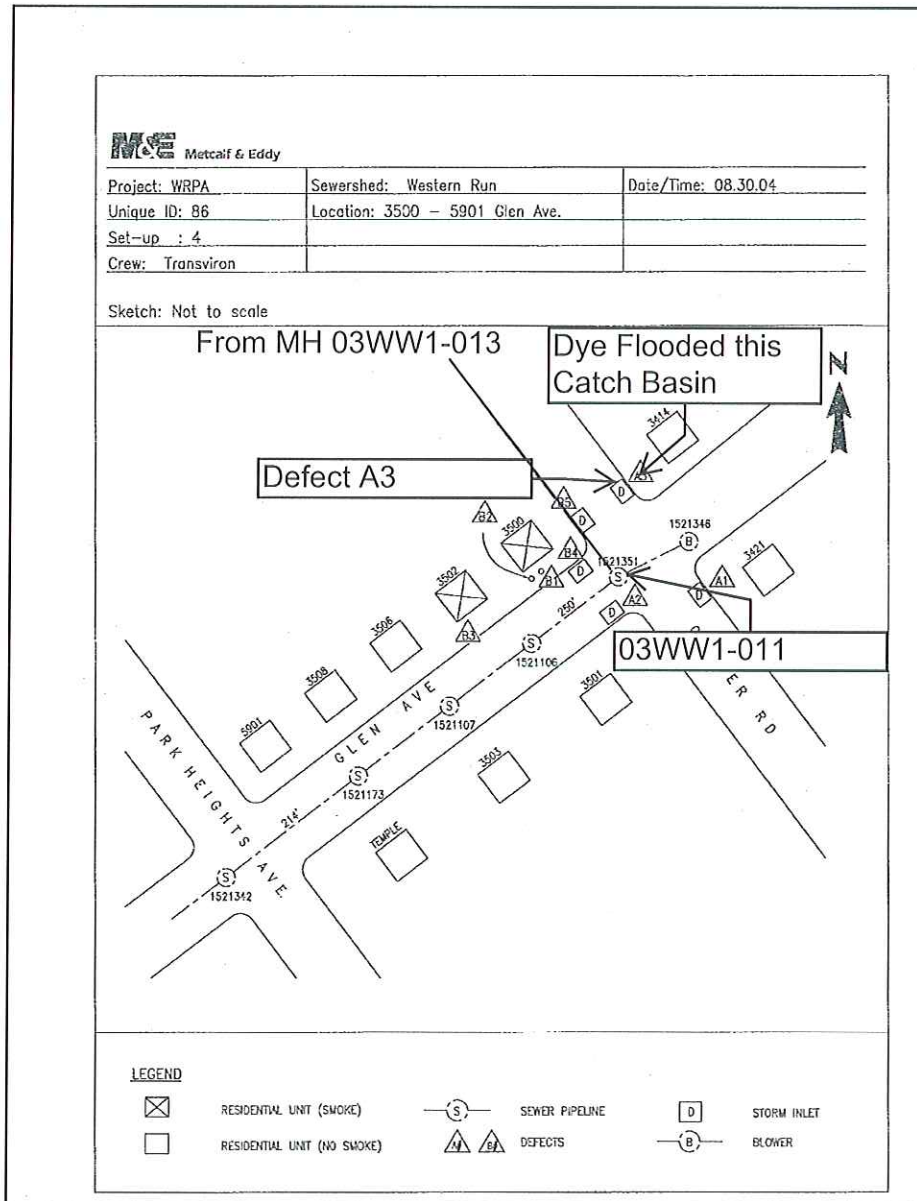 M&E Metcalf & Eddy
Project: WRPA
Sewershed: Western Run
Date/Time: 08.30.04
Unique ID: 86
Location: 3500 - 5901 Glen Ave.
Set-up : 4
Crew: Transviron
Sketch: Not to scale
From MH 03WW1-013
Dye Flooded this
Catch Basin
N
3414
A3
D
Defect A3
B5
D
B2
3500
1521346
B
B4
D
1521351
S
3421
A1
D
B1
3502
A2
D
250'
B3
3506
S
1521106
03WW1-011
ER RD
3508
3501
S
1521107
GLEN AVE
5901
3503
S
1521173
PARK HEIGHTS AVE.
214'
TEMPLE
S
1521342
LEGEND
RESIDENTIAL UNIT (SMOKE)
S
SEWER PIPELINE
D
STORM INLET
RESIDENTIAL UNIT (NO SMOKE)
DEFECTS
B
BLOWER